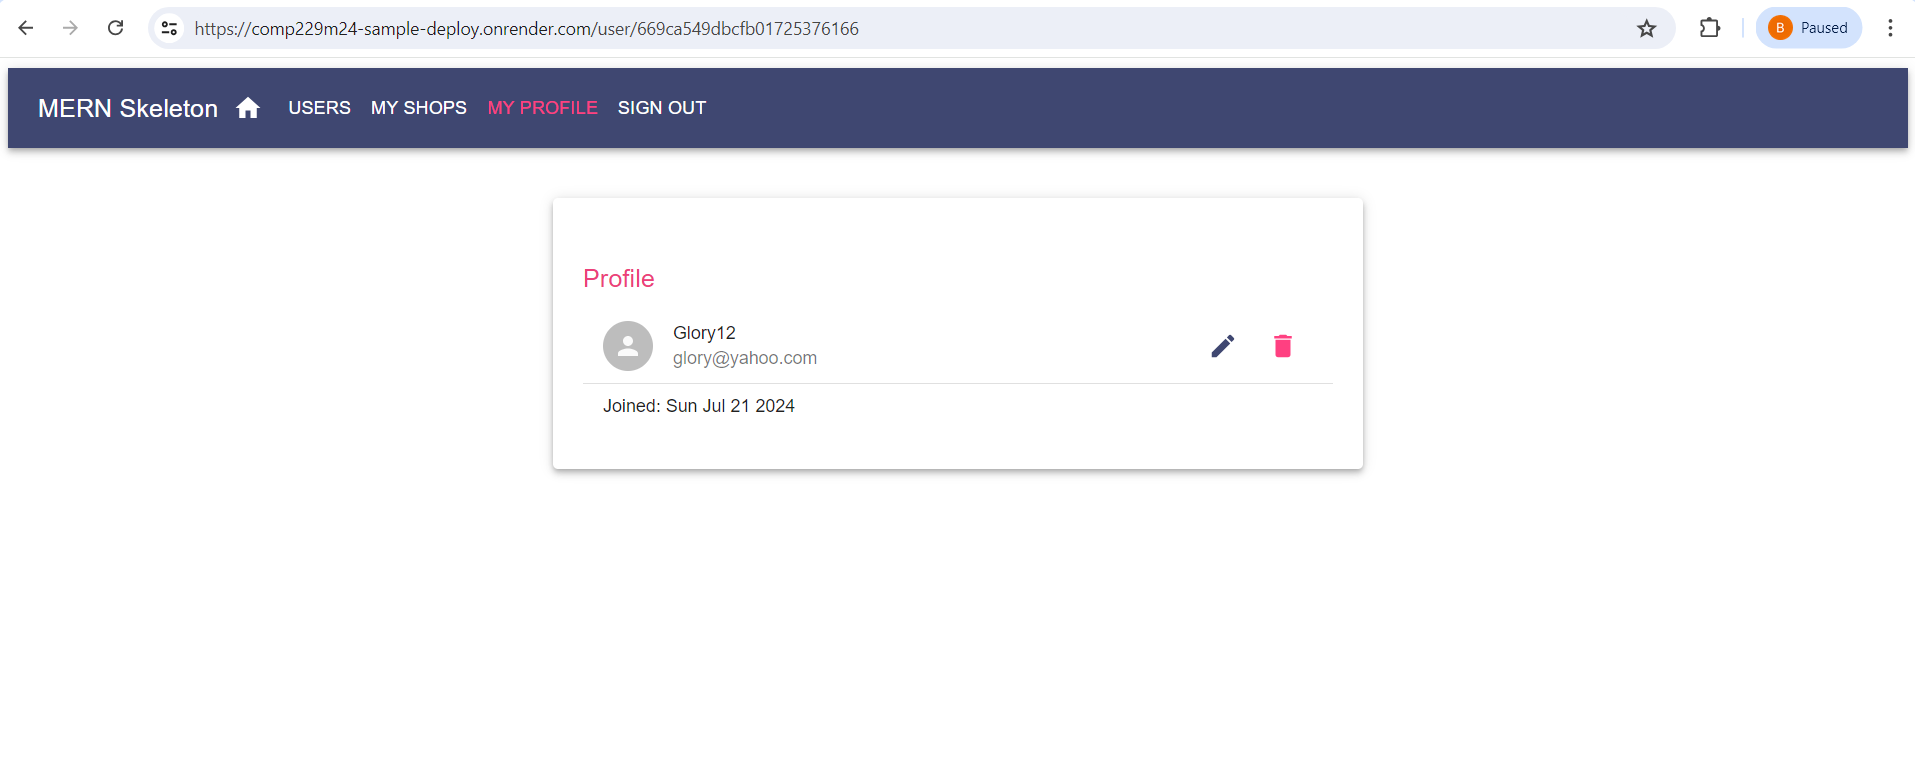 https://comp229m24-sample-deploy.onrender.com/user/669ca549dbcfb01725376166
B Paused
MERN Skeleton USERS MY SHOPS MY PROFILE SIGN OUT
Profile
Glory12
glory@yahoo.com
Joined: Sun Jul 21 2024